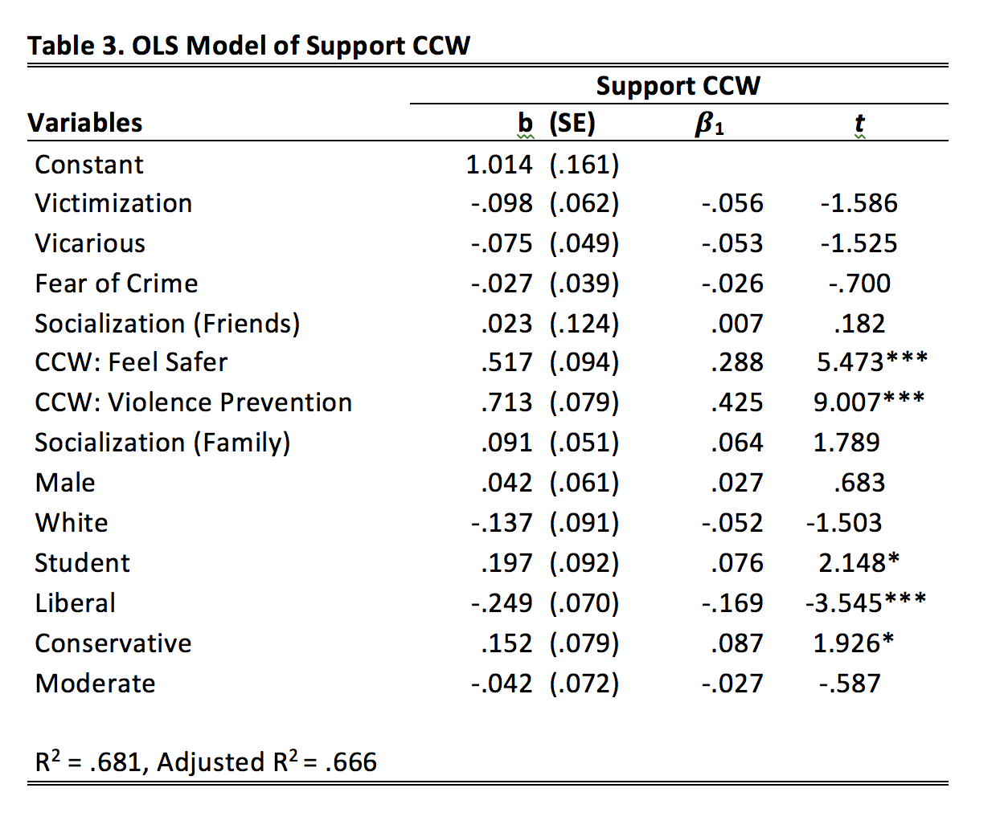 Table 3. OLS Model of Support CCW
Support CCW
Variables b (SE) β₁ t
Constant 1.014 (.161)
Victimization -.098 (.062) -.056 -1.586
Vicarious -.075 (.049) -.053 -1.525
Fear of Crime -.027 (.039) -.026 -.700
Socialization (Friends) .023 (.124) .007 .182
CCW: Feel Safer .517 (.094) .288 5.473***
CCW: Violence Prevention .713 (.079) .425 9.007***
Socialization (Family) .091 (.051) .064 1.789
Male .042 (.061) .027 .683
White -.137 (.091) -.052 -1.503
Student .197 (.092) .076 2.148*
Liberal -.249 (.070) -.169 -3.545***
Conservative .152 (.079) .087 1.926*
Moderate -.042 (.072) -.027 -.587
R² = .681, Adjusted R² = .666